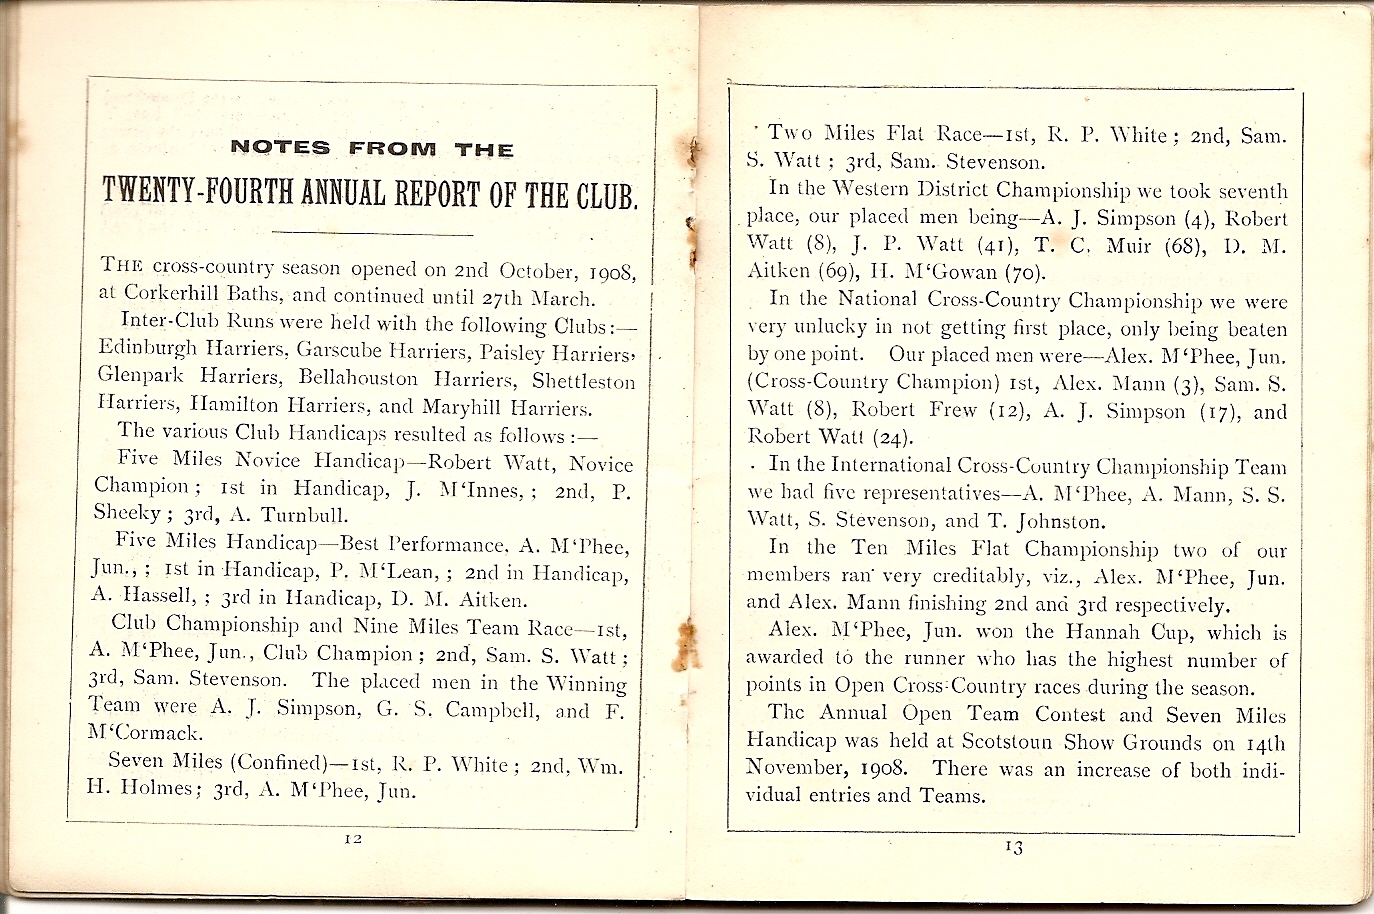 NOTES FROM THE
TWENTY-FOURTH ANNUAL REPORT OF THE CLUB.
THE cross-country season opened on 2nd October, 1908,
at Corkerhill Baths, and continued until 27th March.
Inter-Club Runs were held with the following Clubs:—
Edinburgh Harriers, Garscube Harriers, Paisley Harriers,
Glenpark Harriers, Bellahouston Harriers, Shettleston
Harriers, Hamilton Harriers, and Maryhill Harriers.
The various Club Handicaps resulted as follows:—
Five Miles Novice Handicap—Robert Watt, Novice
Champion; 1st in Handicap, J. M‘Innes, ; 2nd, P.
Sheeky; 3rd, A. Turnbull.
Five Miles Handicap—Best Performance, A. M‘Phee,
Jun., ; 1st in Handicap, P. M‘Lean, ; 2nd in Handicap,
A. Hassell, ; 3rd in Handicap, D. M. Aitken.
Club Championship and Nine Miles Team Race—1st,
A. M‘Phee, Jun., Club Champion; 2nd, Sam. S. Watt;
3rd, Sam. Stevenson. The placed men in the Winning
Team were A. J. Simpson, G. S. Campbell, and F.
M‘Cormack.
Seven Miles (Confined)—1st, R. P. White; 2nd, Wm.
H. Holmes; 3rd, A. M‘Phee, Jun.
12
Two Miles Flat Race—1st, R. P. White; 2nd, Sam.
S. Watt; 3rd, Sam. Stevenson.
In the Western District Championship we took seventh
place, our placed men being—A. J. Simpson (4), Robert
Watt (8), J. P. Watt (41), T. C. Muir (68), D. M.
Aitken (69), H. M‘Gowan (70).
In the National Cross-Country Championship we were
very unlucky in not getting first place, only being beaten
by one point. Our placed men were—Alex. M‘Phee, Jun.
(Cross-Country Champion) 1st, Alex. Mann (3), Sam. S.
Watt (8), Robert Frew (12), A. J. Simpson (17), and
Robert Watt (24).
In the International Cross-Country Championship Team
we had five representatives—A. M‘Phee, A. Mann, S. S.
Watt, S. Stevenson, and T. Johnston.
In the Ten Miles Flat Championship two of our
members ran very creditably, viz., Alex. M‘Phee, Jun.
and Alex. Mann finishing 2nd and 3rd respectively.
Alex. M‘Phee, Jun. won the Hannah Cup, which is
awarded to the runner who has the highest number of
points in Open Cross-Country races during the season.
The Annual Open Team Contest and Seven Miles
Handicap was held at Scotstoun Show Grounds on 14th
November, 1908. There was an increase of both indi-
vidual entries and Teams.
13